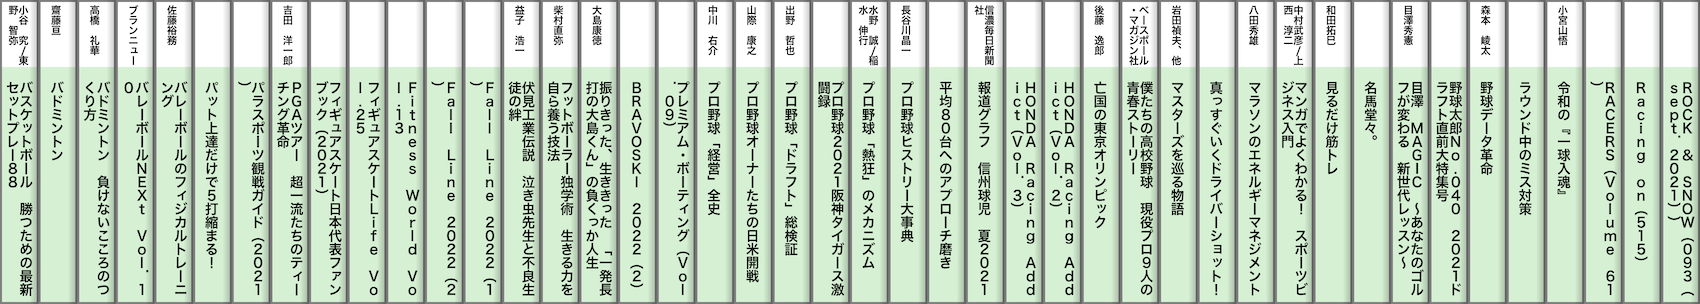 ROCK & SNOW(093(
sept.2021))
Racing on(515)
RACERS(Volume 61
)
小宮山悟
令和の『一球入魂』
ラウンド中のミス対策
森本 崚太
野球データ革命
野球太郎No.040 2021ド
ラフト直前大特集号
目澤秀憲
目澤 MAGIC ～あなたのゴル
フが変わる 新世代レッスン～
名馬堂々。
和田拓巳
見るだけ筋トレ
中村武彦/上
西 淳二
マンガでよくわかる! スポーツビ
ジネス入門
八田秀雄
マラソンのエネルギーマネジメント
真っすぐいくドライバーショット!
岩田禎夫、他
マスターズを巡る物語
ベースボール
・マガジン社
僕たちの高校野球 現役プロ9人の
青春ストーリー
後藤 逸郎
亡国の東京オリンピック
HONDA Racing Add
ict(Vol.2)
HONDA Racing Add
ict(Vol.3)
信濃毎日新聞
社
報道グラフ 信州球児 夏2021
平均80台へのアプローチ磨き
長谷川晶一
プロ野球ヒストリー大事典
水野 誠/稲
水 伸行
プロ野球「熱狂」のメカニズム
プロ野球2021阪神タイガース激
闘録
出野 哲也
プロ野球「ドラフト」総検証
山際 康之
プロ野球オーナーたちの日米開戦
中川 右介
プロ野球「経営」全史
プレミアム・ボーティング(Vol
.09)
BRAVOSKI 2022(2)
大島康徳
振りきった、生ききった 「一発長
打の大島くん」の負くっか人生
柴村直弥
フットボーラー独学術 生きる力を
自ら養う技法
益子 浩一
伏見工業伝説 泣き虫先生と不良生
徒の絆
Fall Line 2022(1
)
Fall Line 2022(2
)
Fitness World Vo
l.13
フィギュアスケートLife Vo
l.25
フィギュアスケート日本代表ファン
ブック(2021)
吉田 洋一郎
PGAツアー 超一流たちのティー
チング革命
パラスポーツ観戦ガイド(2021
)
パット上達だけで5打縮まる!
佐藤裕務
バレーボールのフィジカルトレーニ
ング
ブランニュー
バレーボールNEXt Vol.1
0
高橋 礼華
バドミントン 負けないこころのつ
くり方
齋藤亘
バドミントン
小谷 究/東
野 智弥
バスケットボール 勝つための最新
セットプレー88